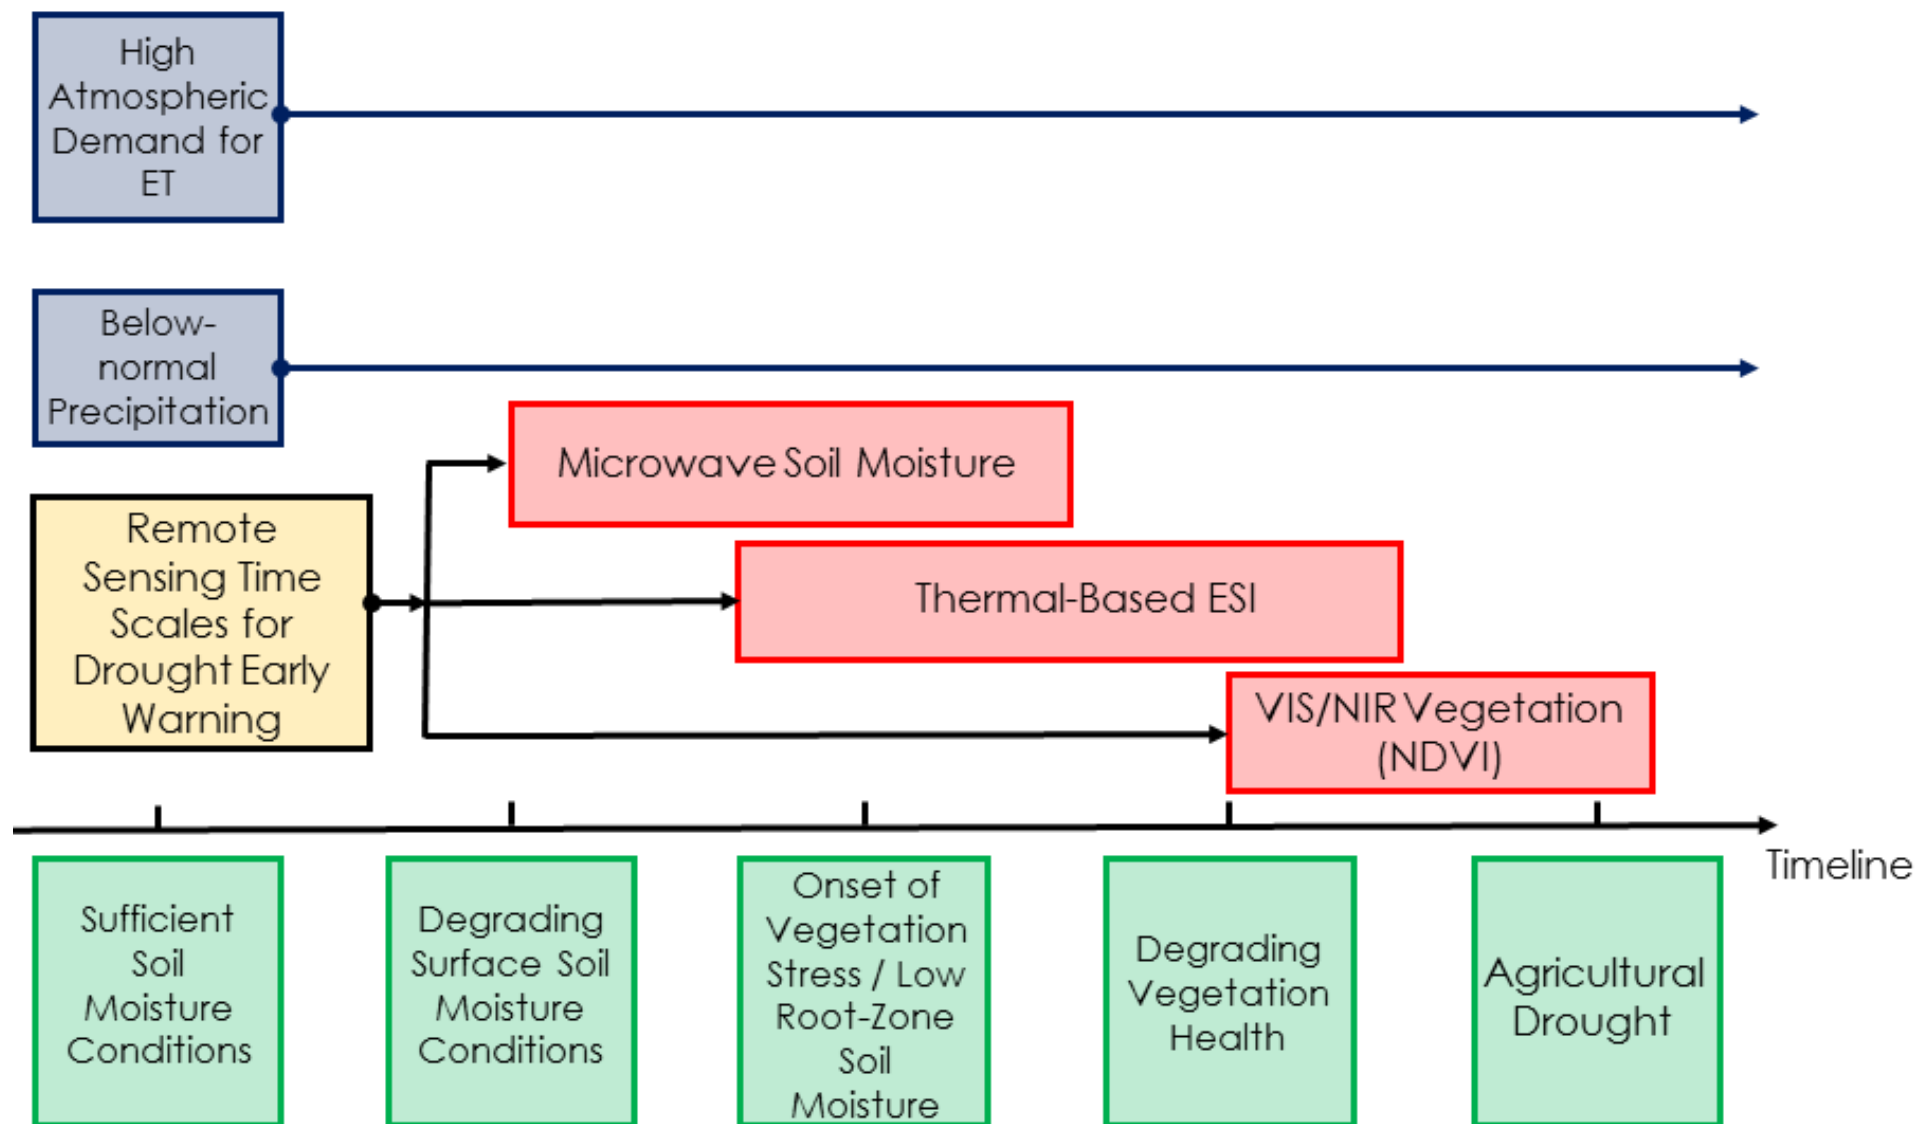 High
Atmospheric
Demand for
ET
Below-
normal
Precipitation
Microwave Soil Moisture
Remote
Sensing Time
Scales for
Drought Early
Warning
Thermal-Based ESI
VIS/NIR Vegetation
(NDVI)
Timeline
Sufficient
Soil
Moisture
Conditions
Degrading
Surface Soil
Moisture
Conditions
Onset of
Vegetation
Stress / Low
Root-Zone
Soil
Moisture
Degrading
Vegetation
Health
Agricultural
Drought